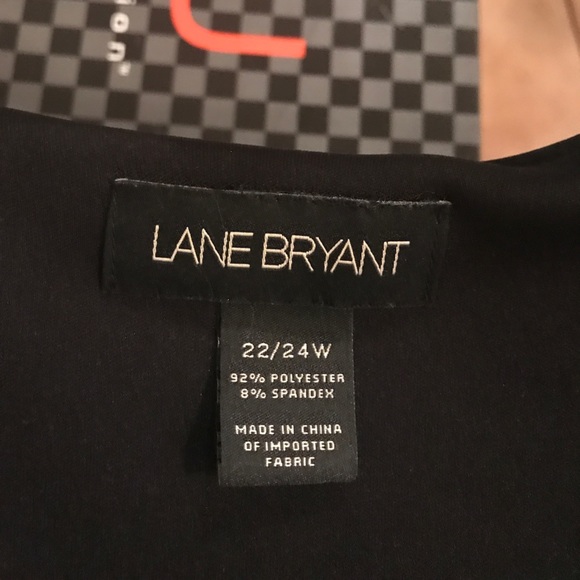 LANE BRYANT
22/24W
92% POLYESTER
8% SPANDEX
MADE IN CHINA
OF IMPORTED
FABRIC